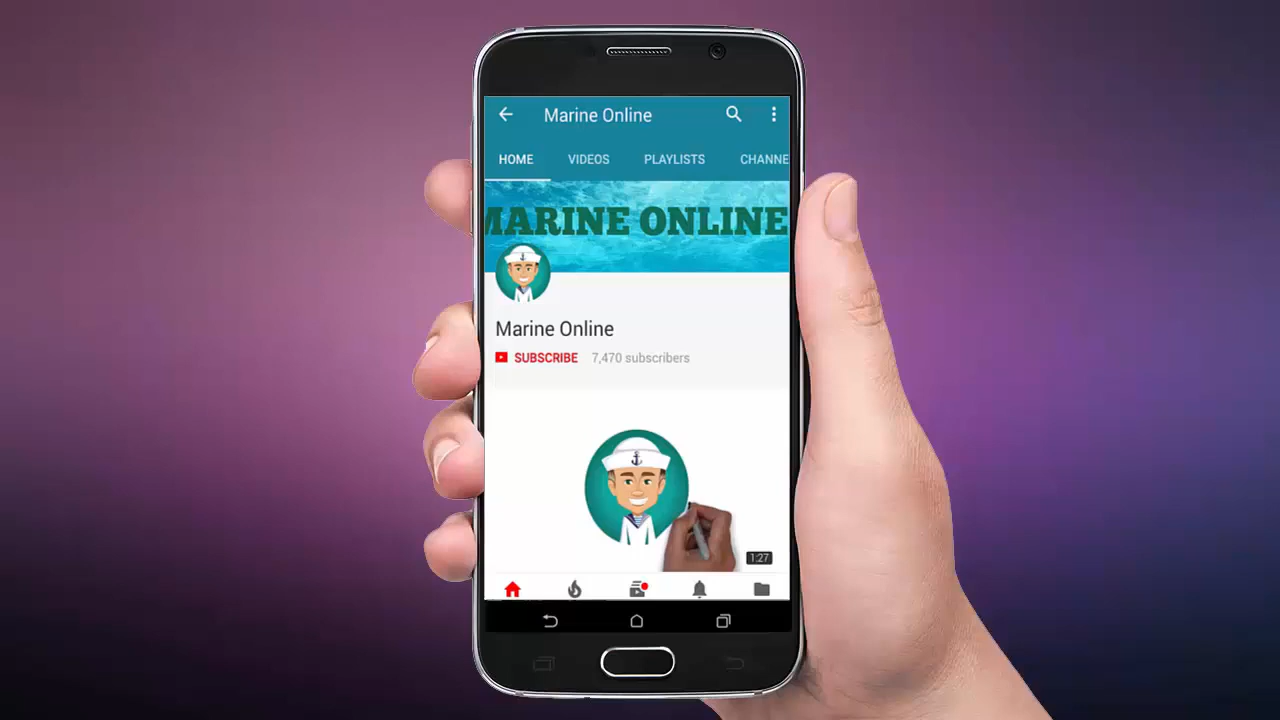 Marine Online
HOME VIDEOS PLAYLISTS CHANNE
MARINE ONLINE
Marine Online
SUBSCRIBE 7,470 subscribers
1:27